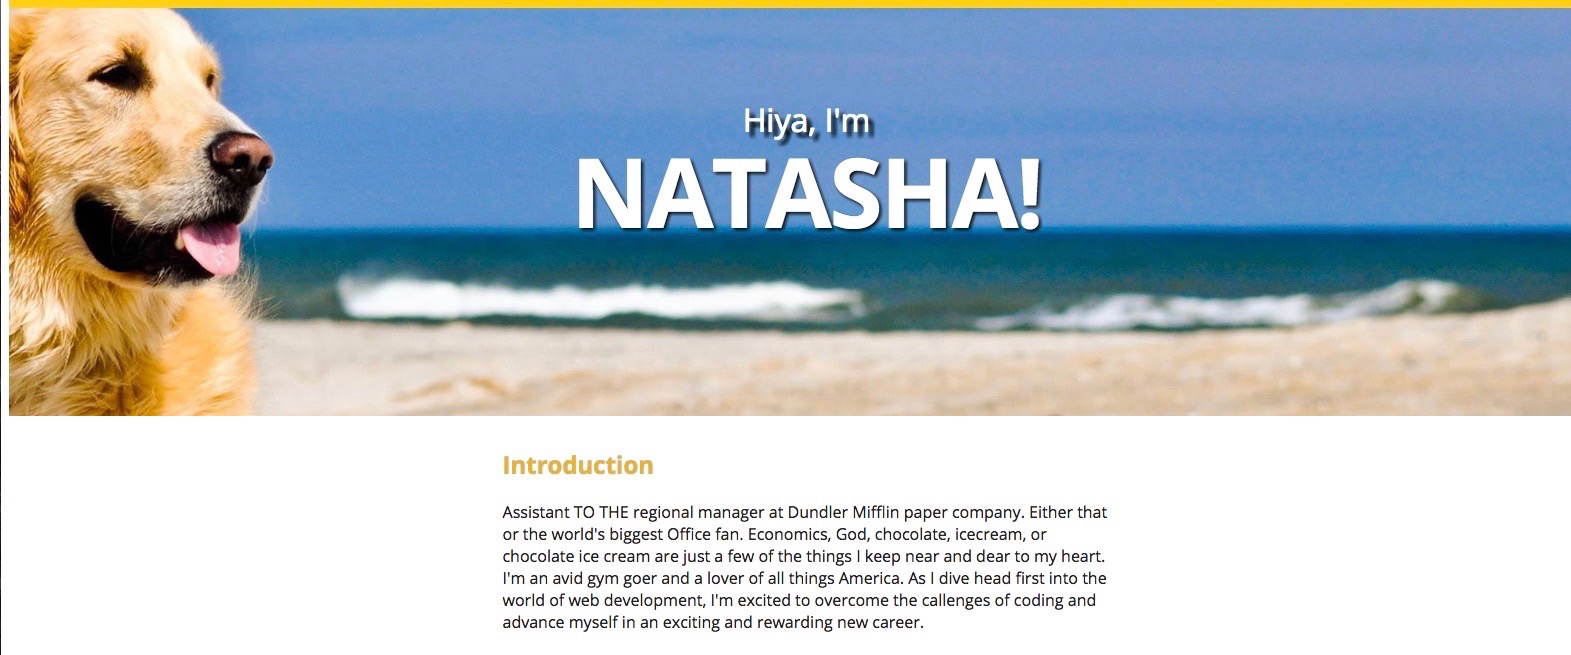 Hiya, I'm
NATASHA!
Introduction
Assistant TO THE regional manager at Dundler Mifflin paper company. Either that
or the world's biggest Office fan. Economics, God, chocolate, icecream, or
chocolate ice cream are just a few of the things I keep near and dear to my heart.
I'm an avid gym goer and a lover of all things America. As I dive head first into the
world of web development, I'm excited to overcome the callenges of coding and
advance myself in an exciting and rewarding new career.